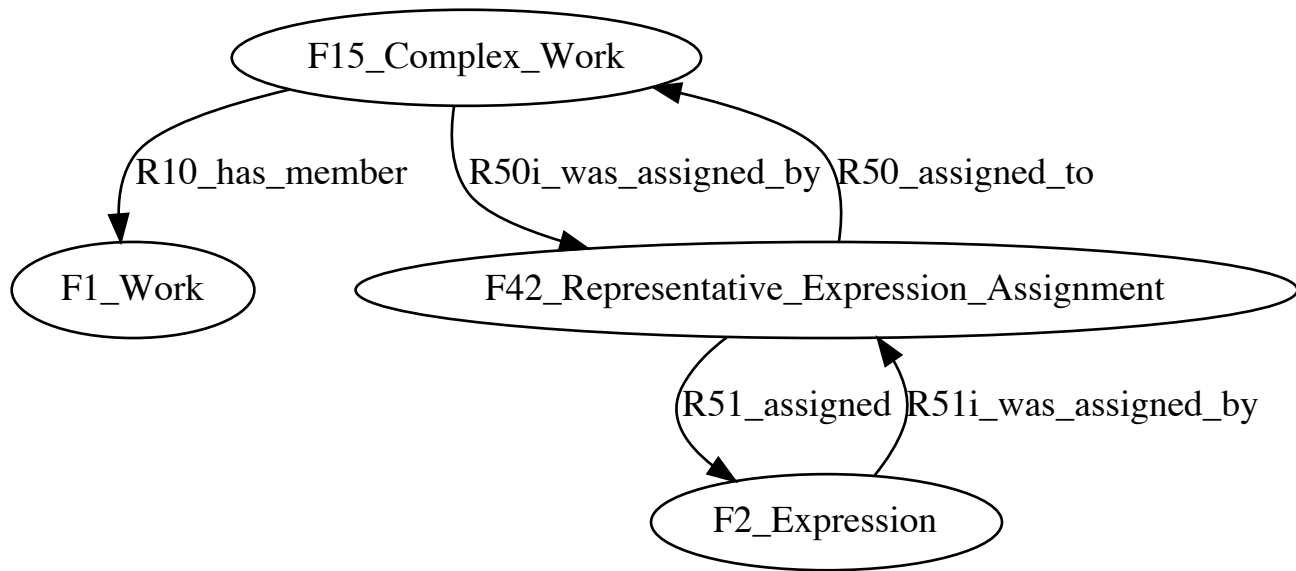 F15_Complex_Work
R10_has_member
R50i_was_assigned_by
R50_assigned_to
F1_Work
F42_Representative_Expression_Assignment
R51_assigned
R51i_was_assigned_by
F2_Expression